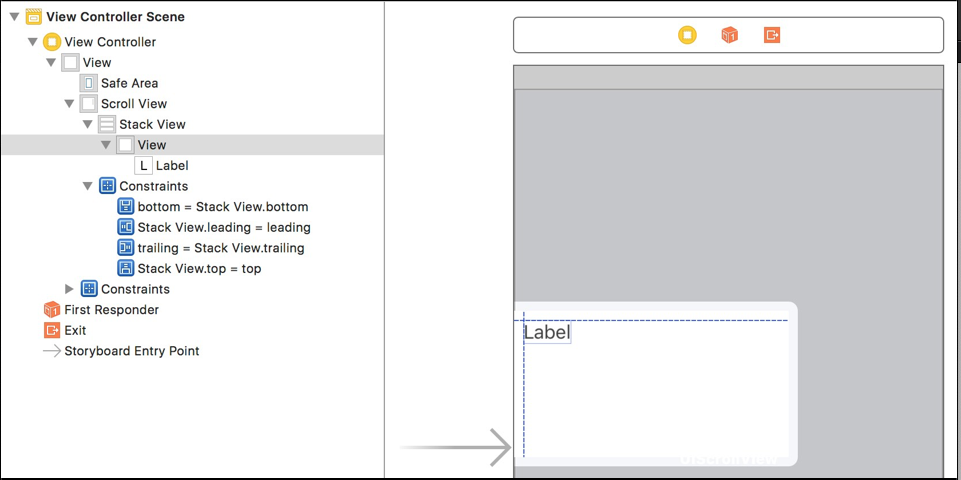 View Controller Scene
View Controller
View
Safe Area
Scroll View
Stack View
View
L Label
Constraints
bottom = Stack View.bottom
Stack View.leading = leading
trailing = Stack View.trailing
Stack View.top = top
Constraints
First Responder
Exit
Storyboard Entry Point
Label